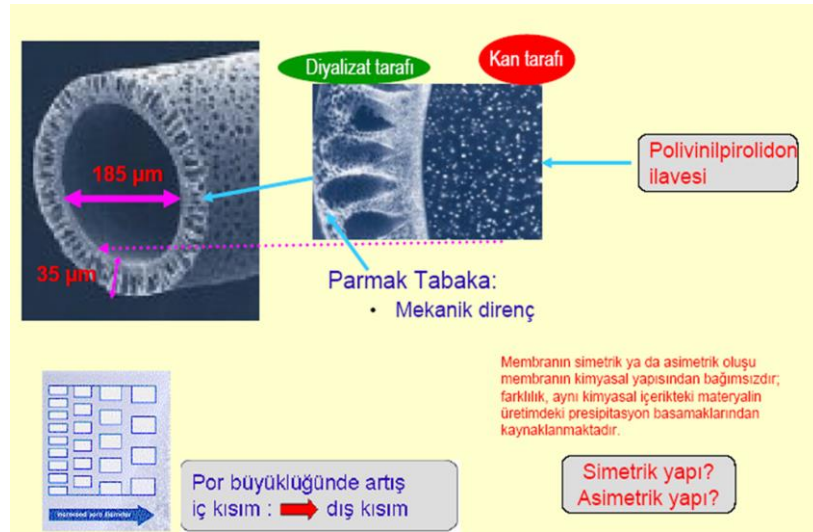 Diyalizat tarafı
Kan tarafı
185 µm
35 µm
Polivinilpirolidon
ilavesi
Parmak Tabaka:
• Mekanik direnç
Membranın simetrik ya da asimetrik oluşu
membranın kimyasal yapısından bağımsızdır;
farklılık, aynı kimyasal içerikteki materyalin
üretimdeki presipitasyon basamaklarından
kaynaklanmaktadır.
Por büyüklüğünde artış
iç kısım : dış kısım
Simetrik yapı?
Asimetrik yapı?